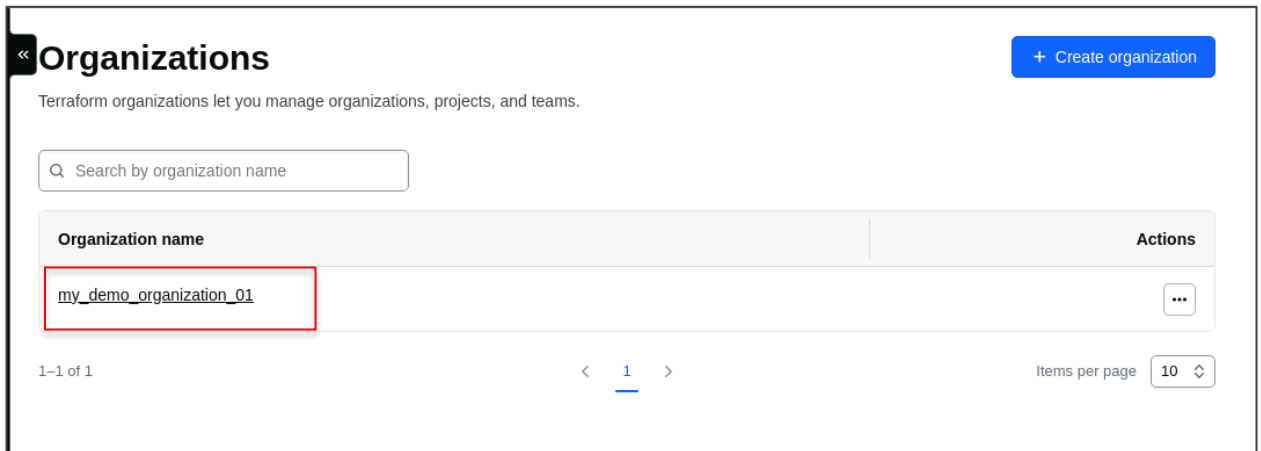 «
Organizations
+ Create organization
Terraform organizations let you manage organizations, projects, and teams.
Search by organization name
Organization name Actions
my_demo_organization_01
...
1–1 of 1 < 1 > Items per page 10